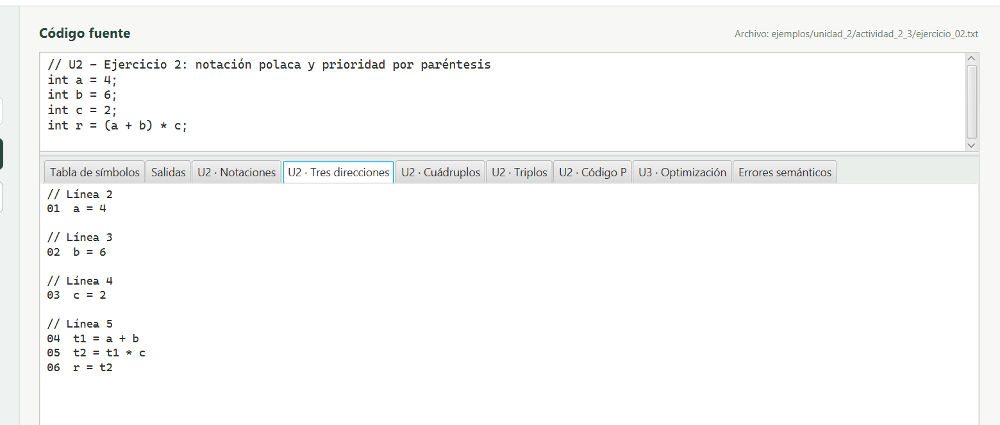 Código fuente
Archivo: ejemplos/unidad_2/actividad_2_3/ejercicio_02.txt
// U2 – Ejercicio 2: notación polaca y prioridad por paréntesis
int a = 4;
int b = 6;
int c = 2;
int r = (a + b) * c;
Tabla de símbolos
Salidas
U2 · Notaciones
U2 · Tres direcciones
U2 · Cuádruplos
U2 · Triplos
U2 · Código P
U3 · Optimización
Errores semánticos
// Línea 2
01  a = 4
// Línea 3
02  b = 6
// Línea 4
03  c = 2
// Línea 5
04  t1 = a + b
05  t2 = t1 * c
06  r = t2